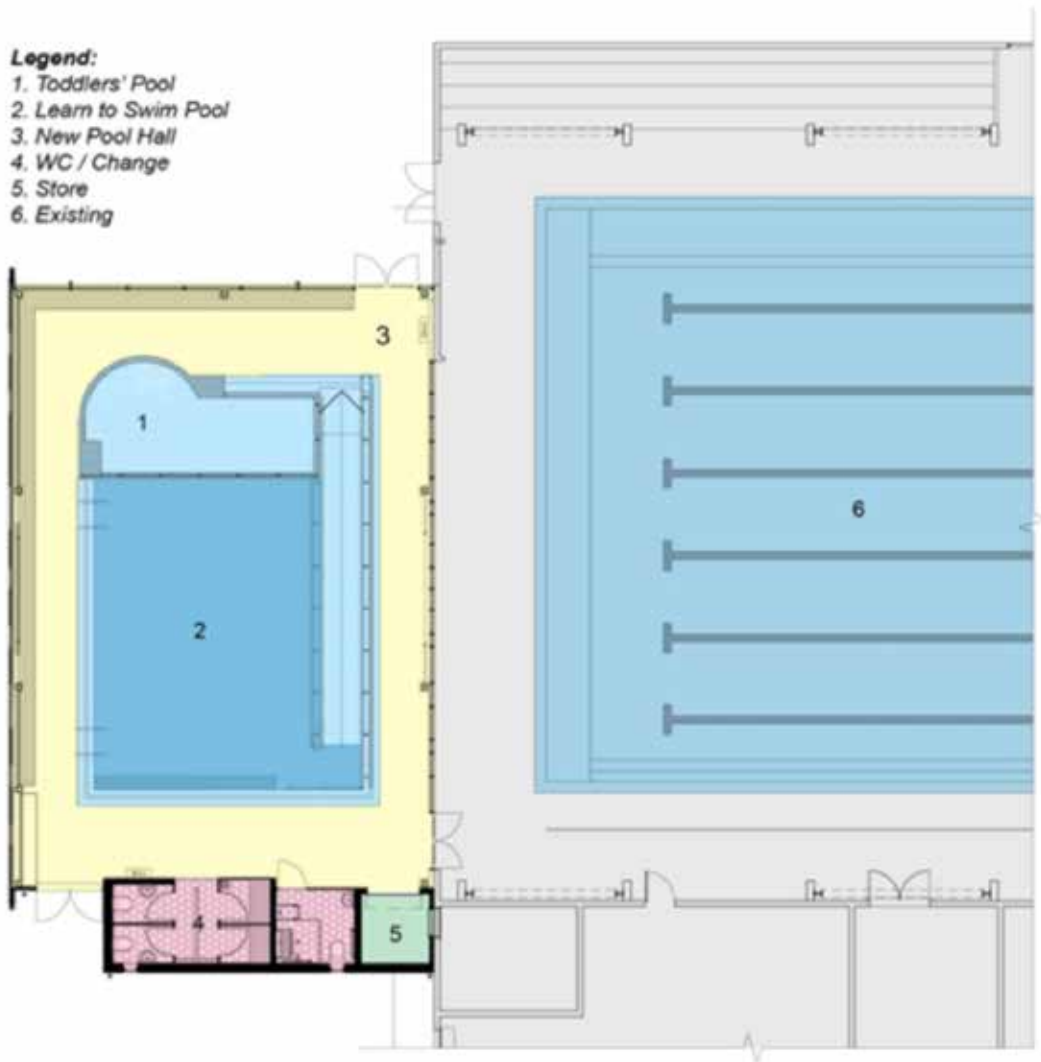 Legend:
1. Toddlers' Pool
2. Learn to Swim Pool
3. New Pool Hall
4. WC / Change
5. Store
6. Existing
3
1
6
2
4
5